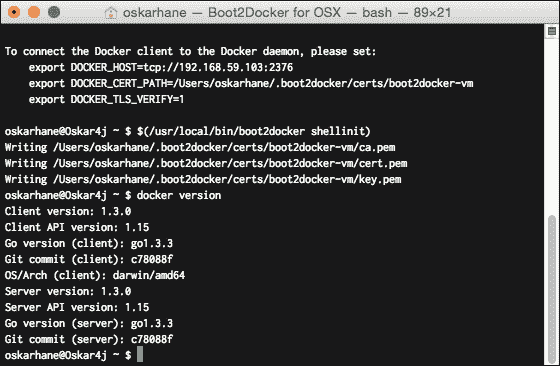 oskarhane — Boot2Docker for OSX — bash — 89×21
To connect the Docker client to the Docker daemon, please set:
    export DOCKER_HOST=tcp://192.168.59.103:2376
    export DOCKER_CERT_PATH=/Users/oskarhane/.boot2docker/certs/boot2docker-vm
    export DOCKER_TLS_VERIFY=1
oskarhane@Oskar4j ~ $ $(/usr/local/bin/boot2docker shellinit)
Writing /Users/oskarhane/.boot2docker/certs/boot2docker-vm/ca.pem
Writing /Users/oskarhane/.boot2docker/certs/boot2docker-vm/cert.pem
Writing /Users/oskarhane/.boot2docker/certs/boot2docker-vm/key.pem
oskarhane@Oskar4j ~ $ docker version
Client version: 1.3.0
Client API version: 1.15
Go version (client): go1.3.3
Git commit (client): c78088f
OS/Arch (client): darwin/amd64
Server version: 1.3.0
Server API version: 1.15
Go version (server): go1.3.3
Git commit (server): c78088f
oskarhane@Oskar4j ~ $